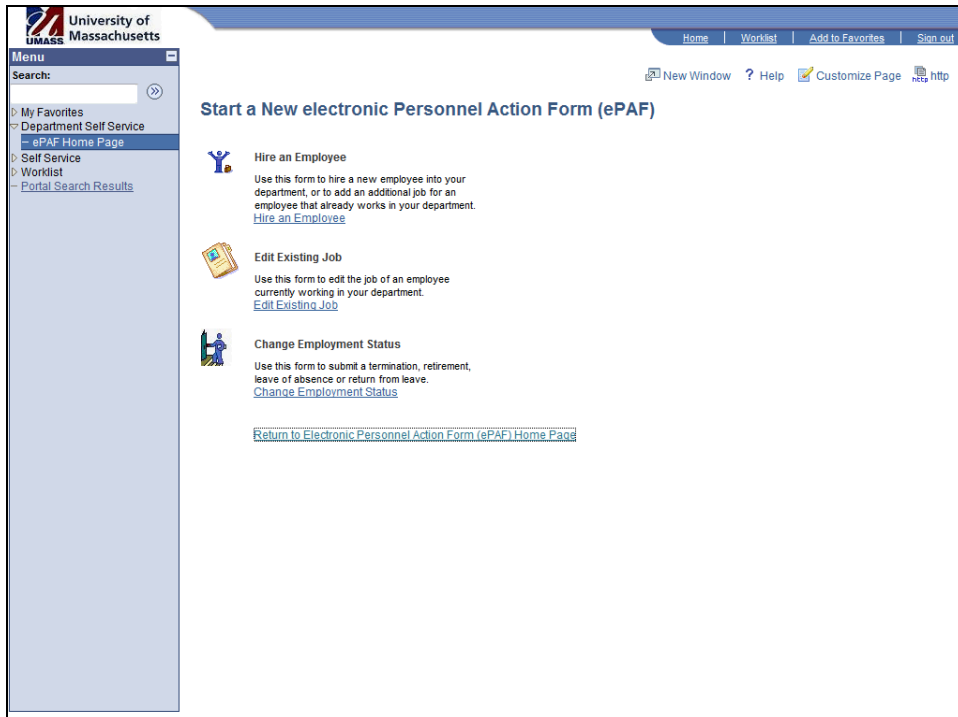 University of
Massachusetts
UMASS
Home | Worklist | Add to Favorites | Sign out
Menu
Search:
My Favorites
Department Self Service
– ePAF Home Page
Self Service
Worklist
– Portal Search Results
New Window ? Help Customize Page http
Start a New electronic Personnel Action Form (ePAF)
Hire an Employee
Use this form to hire a new employee into your
department, or to add an additional job for an
employee that already works in your department.
Hire an Employee
Edit Existing Job
Use this form to edit the job of an employee
currently working in your department.
Edit Existing Job
Change Employment Status
Use this form to submit a termination, retirement,
leave of absence or return from leave.
Change Employment Status
Return to Electronic Personnel Action Form (ePAF) Home Page